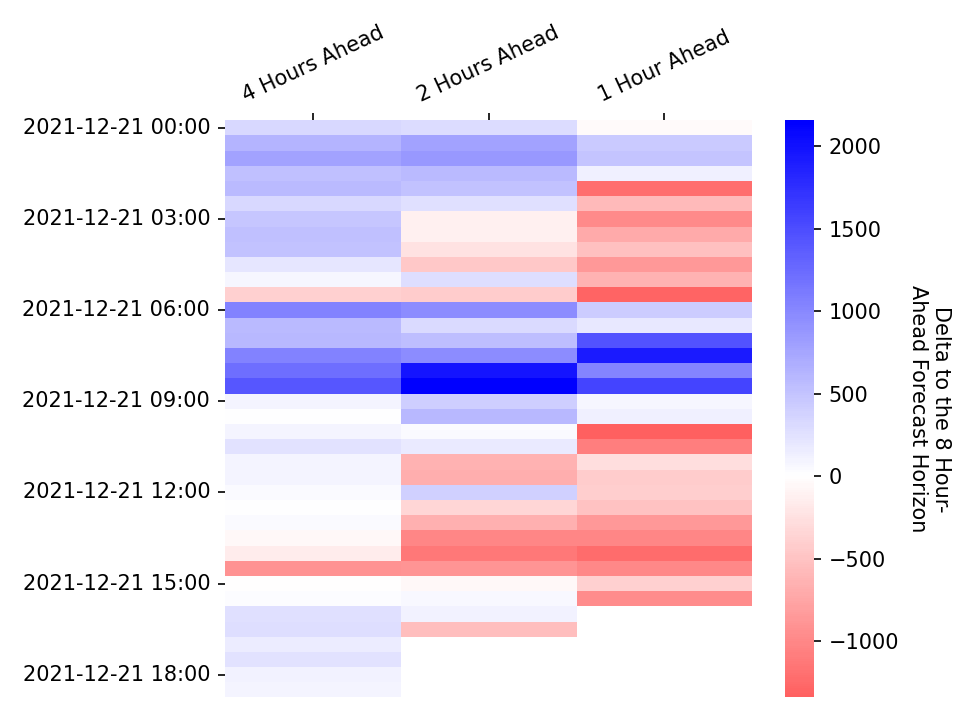 4 Hours Ahead
2 Hours Ahead
1 Hour Ahead
2021-12-21 00:00
2021-12-21 03:00
2021-12-21 06:00
2021-12-21 09:00
2021-12-21 12:00
2021-12-21 15:00
2021-12-21 18:00
2000
1500
1000
500
0
−500
−1000
Delta to the 8 Hour-
Ahead Forecast Horizon